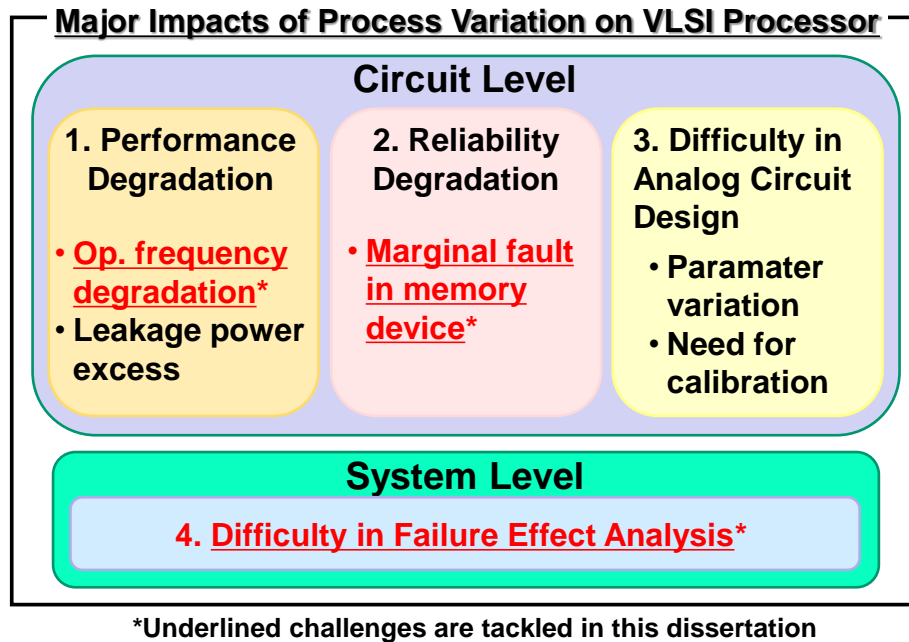 Major Impacts of Process Variation on VLSI Processor
Circuit Level
1. Performance
Degradation
• Op. frequency
degradation*
• Leakage power
excess
2. Reliability
Degradation
• Marginal fault
in memory
device*
3. Difficulty in
Analog Circuit
Design
• Paramater
variation
• Need for
calibration
System Level
4. Difficulty in Failure Effect Analysis*
*Underlined challenges are tackled in this dissertation